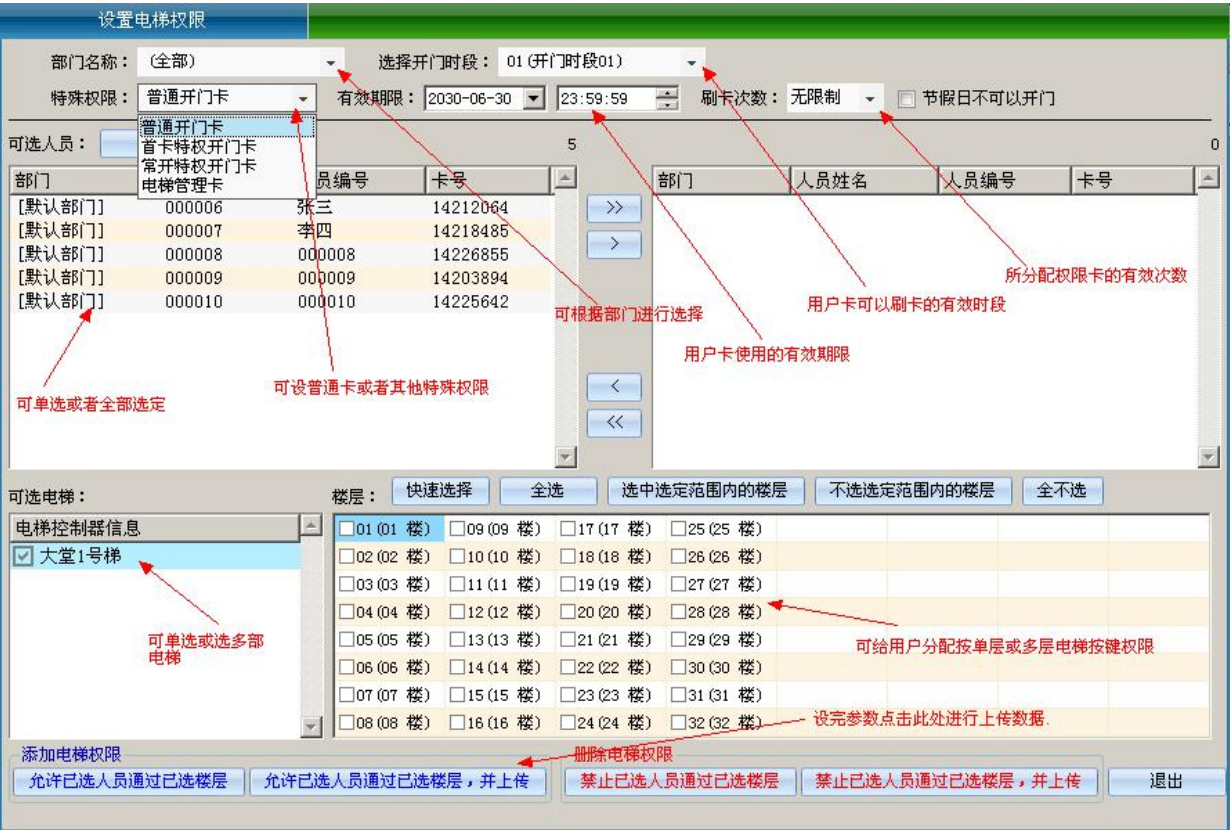 设置电梯权限
部门名称： (全部) 选择开门时段： 01(开门时段01)
特殊权限： 普通开门卡 有效期限： 2030-06-30 23:59:59 刷卡次数： 无限制 节假日不可以开门
普通开门卡
首卡特权开门卡
常开特权开门卡
电梯管理卡
可选人员： 5 0
部门 员编号 卡号 部门 人员姓名 人员编号 卡号
[默认部门] 000006 张三 14212064
[默认部门] 000007 李四 14218485
[默认部门] 000008 000008 14226855
[默认部门] 000009 000009 14203894
[默认部门] 000010 000010 14225642
>>
>
<
<<
所分配权限卡的有效次数
用户卡可以刷卡的有效时段
可根据部门进行选择
用户卡使用的有效期限
可设普通卡或者其他特殊权限
可单选或者全部选定
可选电梯： 楼层： 快速选择 全选 选中选定范围内的楼层 不选选定范围内的楼层 全不选
电梯控制器信息
大堂1号梯
01(01 楼) 09(09 楼) 17(17 楼) 25(25 楼)
02(02 楼) 10(10 楼) 18(18 楼) 26(26 楼)
03(03 楼) 11(11 楼) 19(19 楼) 27(27 楼)
04(04 楼) 12(12 楼) 20(20 楼) 28(28 楼)
05(05 楼) 13(13 楼) 21(21 楼) 29(29 楼)
06(06 楼) 14(14 楼) 22(22 楼) 30(30 楼)
07(07 楼) 15(15 楼) 23(23 楼) 31(31 楼)
08(08 楼) 16(16 楼) 24(24 楼) 32(32 楼)
可单选或选多部
电梯
可给用户分配按单层或多层电梯按键权限
设完参数点击此处进行上传数据.
添加电梯权限 删除电梯权限
允许已选人员通过已选楼层 允许已选人员通过已选楼层，并上传 禁止已选人员通过已选楼层 禁止已选人员通过已选楼层，并上传 退出